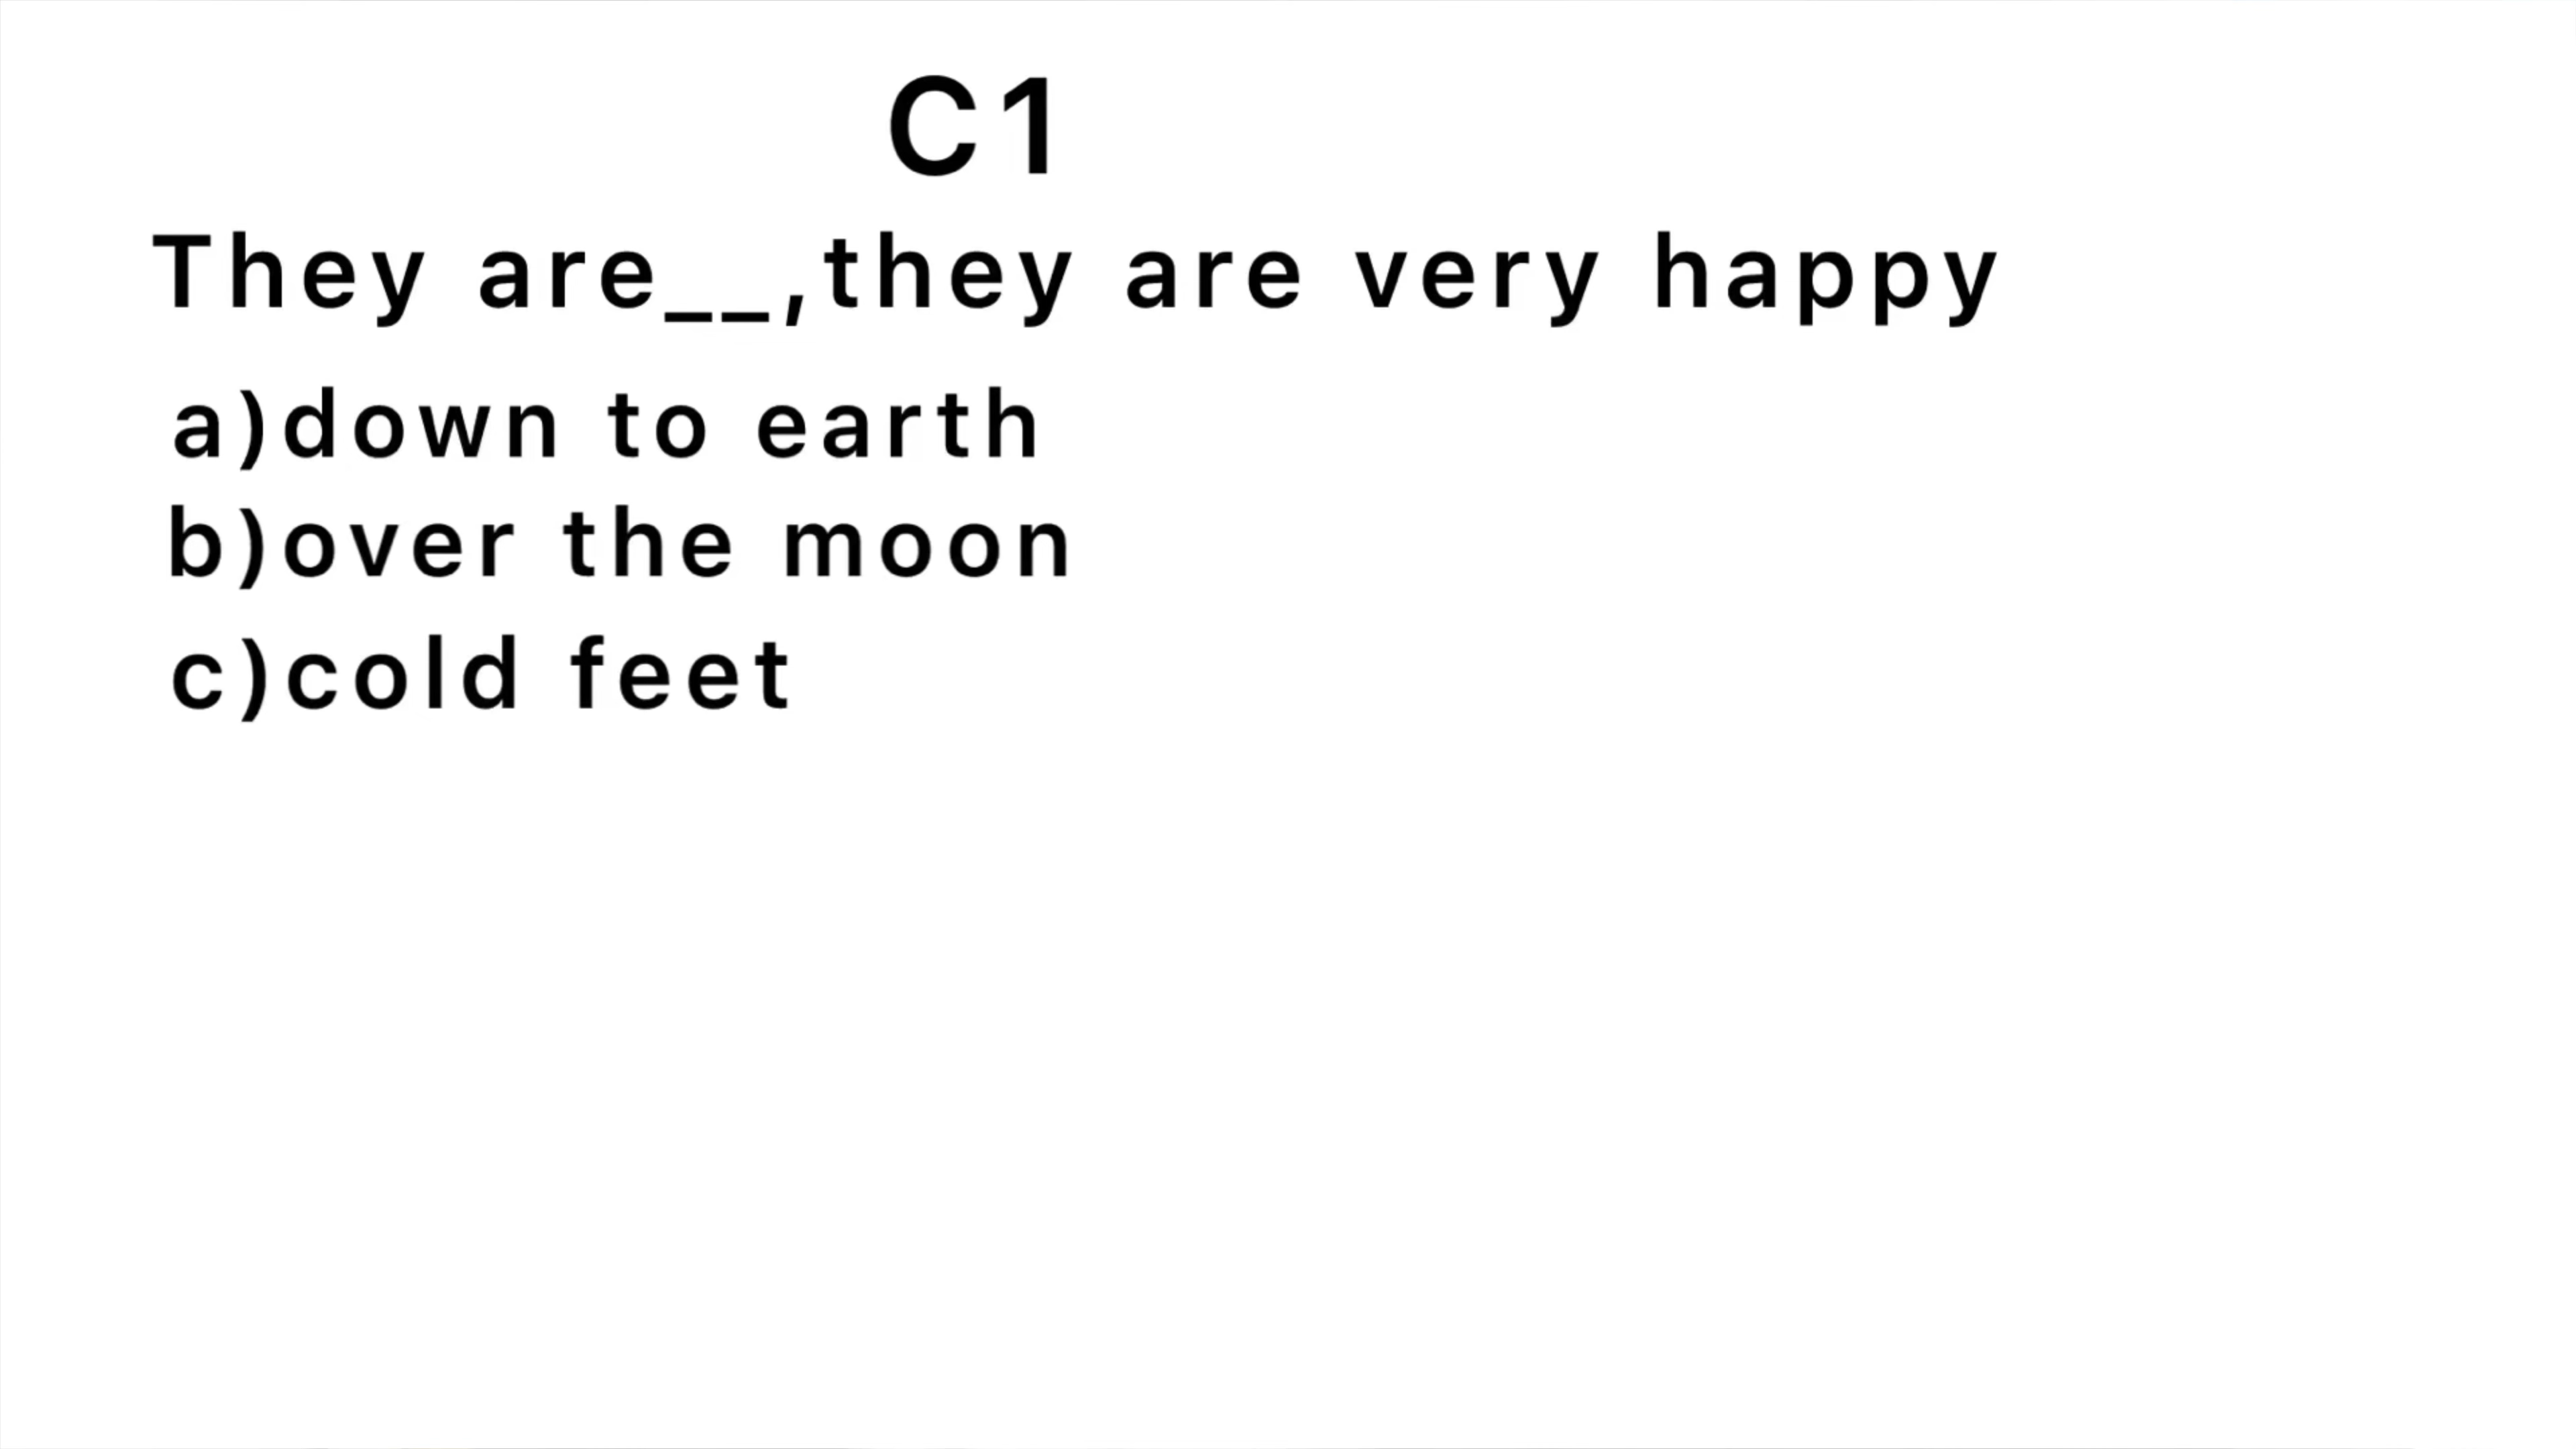 C1
They are__,they are very happy
a)down to earth
b)over the moon
c)cold feet